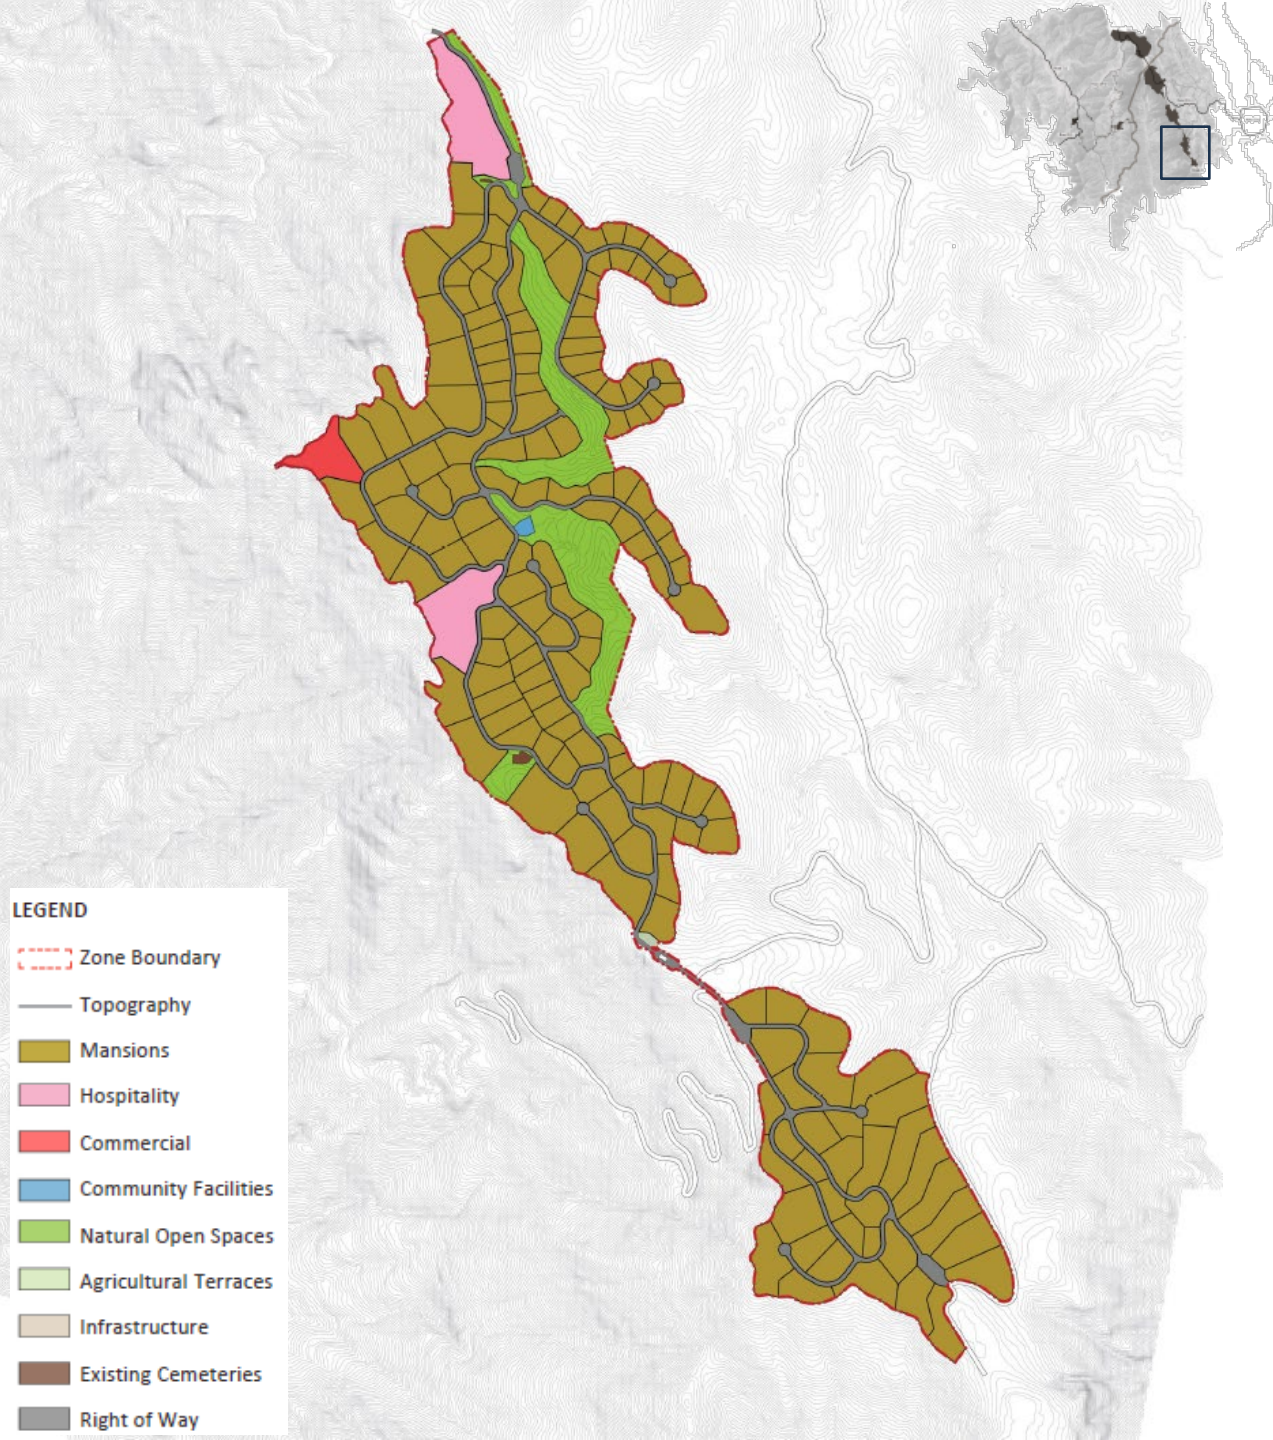 LEGEND
Zone Boundary
Topography
Mansions
Hospitality
Commercial
Community Facilities
Natural Open Spaces
Agricultural Terraces
Infrastructure
Existing Cemeteries
Right of Way